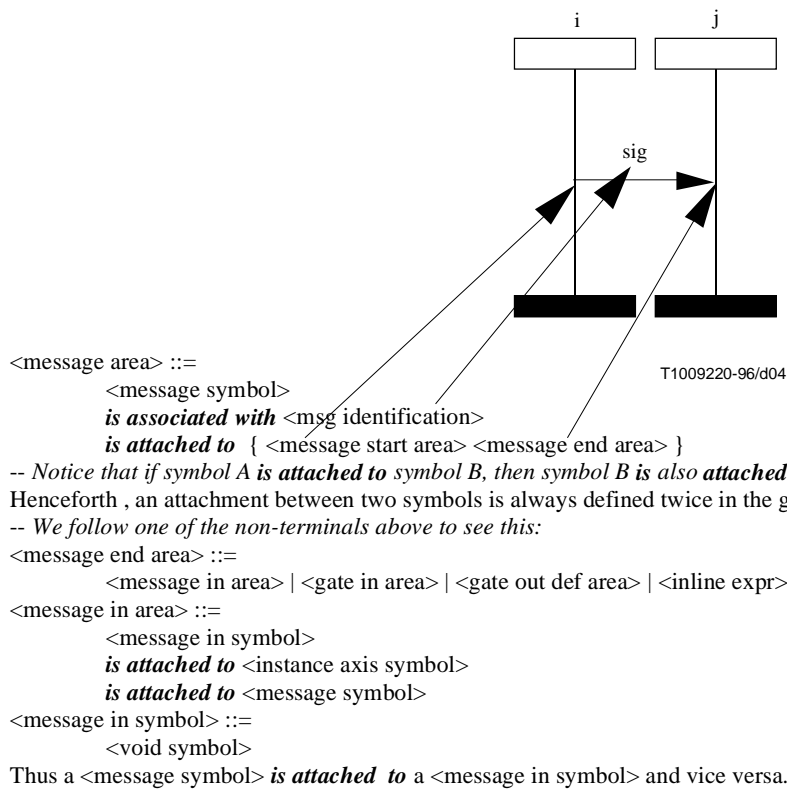 i j
sig
<message area> ::=
T1009220-96/d04
<message symbol>
is associated with <msg identification>
is attached to { <message start area> <message end area> }
-- Notice that if symbol A is attached to symbol B, then symbol B is also attached
Henceforth , an attachment between two symbols is always defined twice in the g
-- We follow one of the non-terminals above to see this:
<message end area> ::=
<message in area> | <gate in area> | <gate out def area> | <inline expr>
<message in area> ::=
<message in symbol>
is attached to <instance axis symbol>
is attached to <message symbol>
<message in symbol> ::=
<void symbol>
Thus a <message symbol> is attached to a <message in symbol> and vice versa.